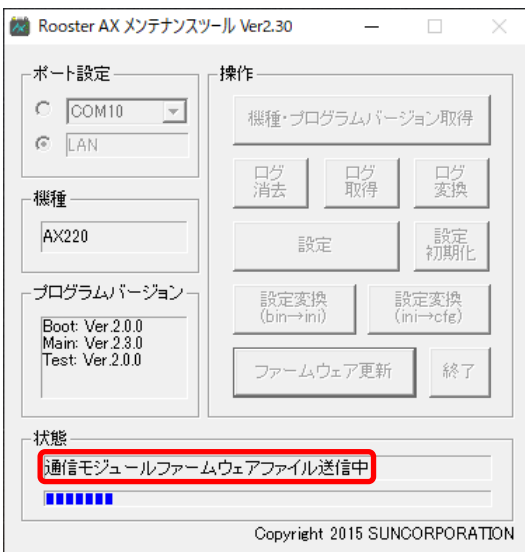 Rooster AX メンテナンスツール Ver2.30
ポート設定
COM10
LAN
機種
AX220
プログラムバージョン
Boot: Ver.2.0.0
Main: Ver.2.3.0
Test: Ver.2.0.0
操作
機種・プログラムバージョン取得
ログ
消去
ログ
取得
ログ
変換
設定
設定
初期化
設定変換
(bin→ini)
設定変換
(ini→cfg)
ファームウェア更新
終了
状態
通信モジュールファームウェアファイル送信中
Copyright 2015 SUNCORPORATION